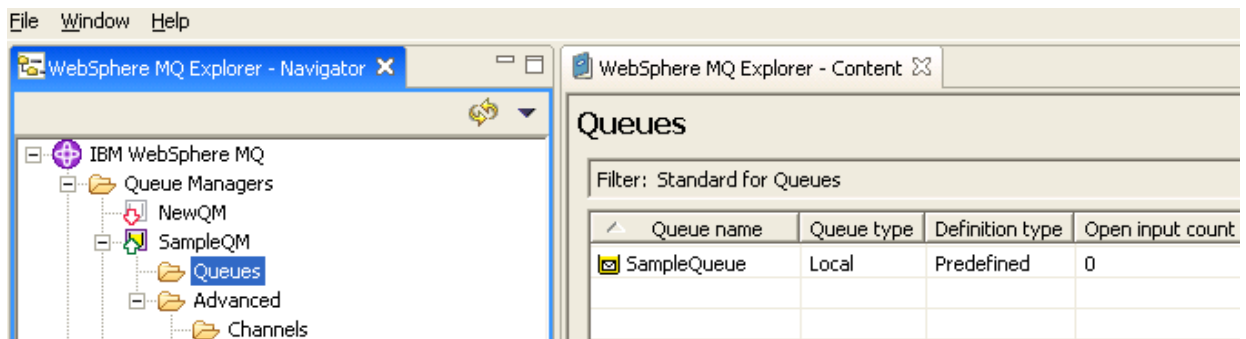 File Window Help
WebSphere MQ Explorer - Navigator
WebSphere MQ Explorer - Content
IBM WebSphere MQ
Queue Managers
NewQM
SampleQM
Queues
Advanced
Channels
Queues
Filter: Standard for Queues
Queue name Queue type Definition type Open input count
SampleQueue Local Predefined 0